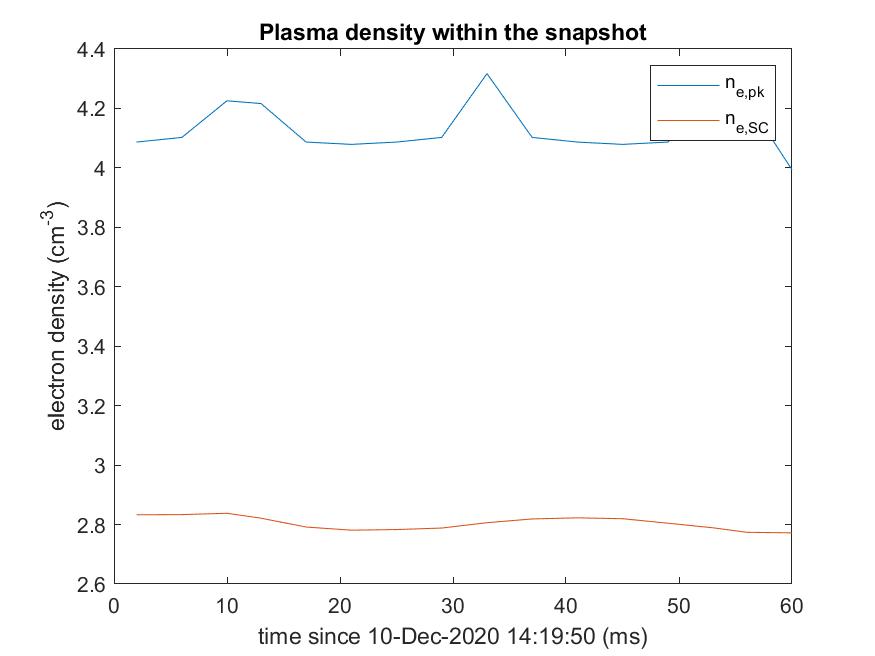 Plasma density within the snapshot
4.4
4.2
4
3.8
3.6
3.4
3.2
3
2.8
2.6
electron density (cm-3)
n e,pk
n e,SC
0 10 20 30 40 50 60
time since 10-Dec-2020 14:19:50 (ms)